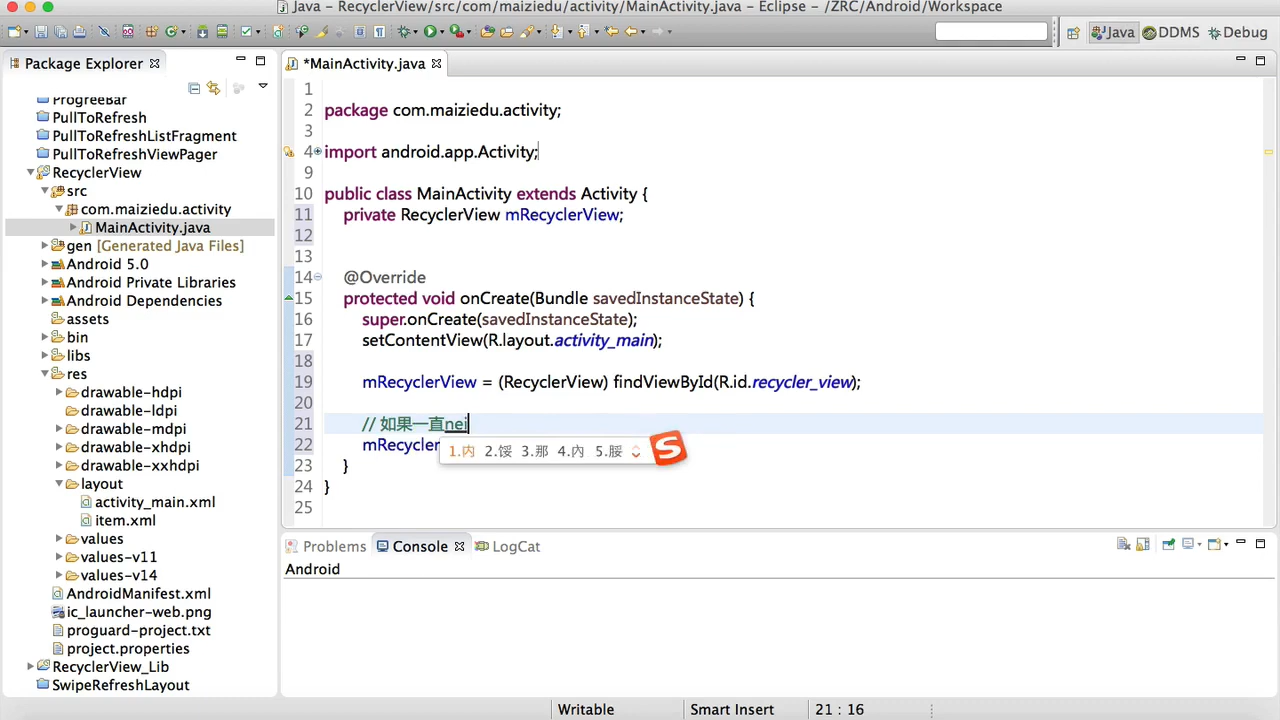 Java – RecyclerView/src/com/maiziedu/activity/MainActivity.java – Eclipse – /ZRC/Android/Workspace
Java DDMS Debug
Package Explorer
ProgreeBar
PullToRefresh
PullToRefreshListFragment
PullToRefreshViewPager
RecyclerView
src
com.maiziedu.activity
MainActivity.java
gen [Generated Java Files]
Android 5.0
Android Private Libraries
Android Dependencies
assets
bin
libs
res
drawable-hdpi
drawable-ldpi
drawable-mdpi
drawable-xhdpi
drawable-xxhdpi
layout
activity_main.xml
item.xml
values
values-v11
values-v14
AndroidManifest.xml
ic_launcher-web.png
proguard-project.txt
project.properties
RecyclerView_Lib
SwipeRefreshLayout
*MainActivity.java
1
2 package com.maiziedu.activity;
3
4 import android.app.Activity;
9
10 public class MainActivity extends Activity {
11 private RecyclerView mRecyclerView;
12
13
14 @Override
15 protected void onCreate(Bundle savedInstanceState) {
16 super.onCreate(savedInstanceState);
17 setContentView(R.layout.activity_main);
18
19 mRecyclerView = (RecyclerView) findViewById(R.id.recycler_view);
20
21 // 如果一直nei
22 mRecycler
1.内 2.馁 3.那 4.內 5.脮
S
23 }
24 }
25
Problems Console LogCat
Android
Writable Smart Insert 21 : 16